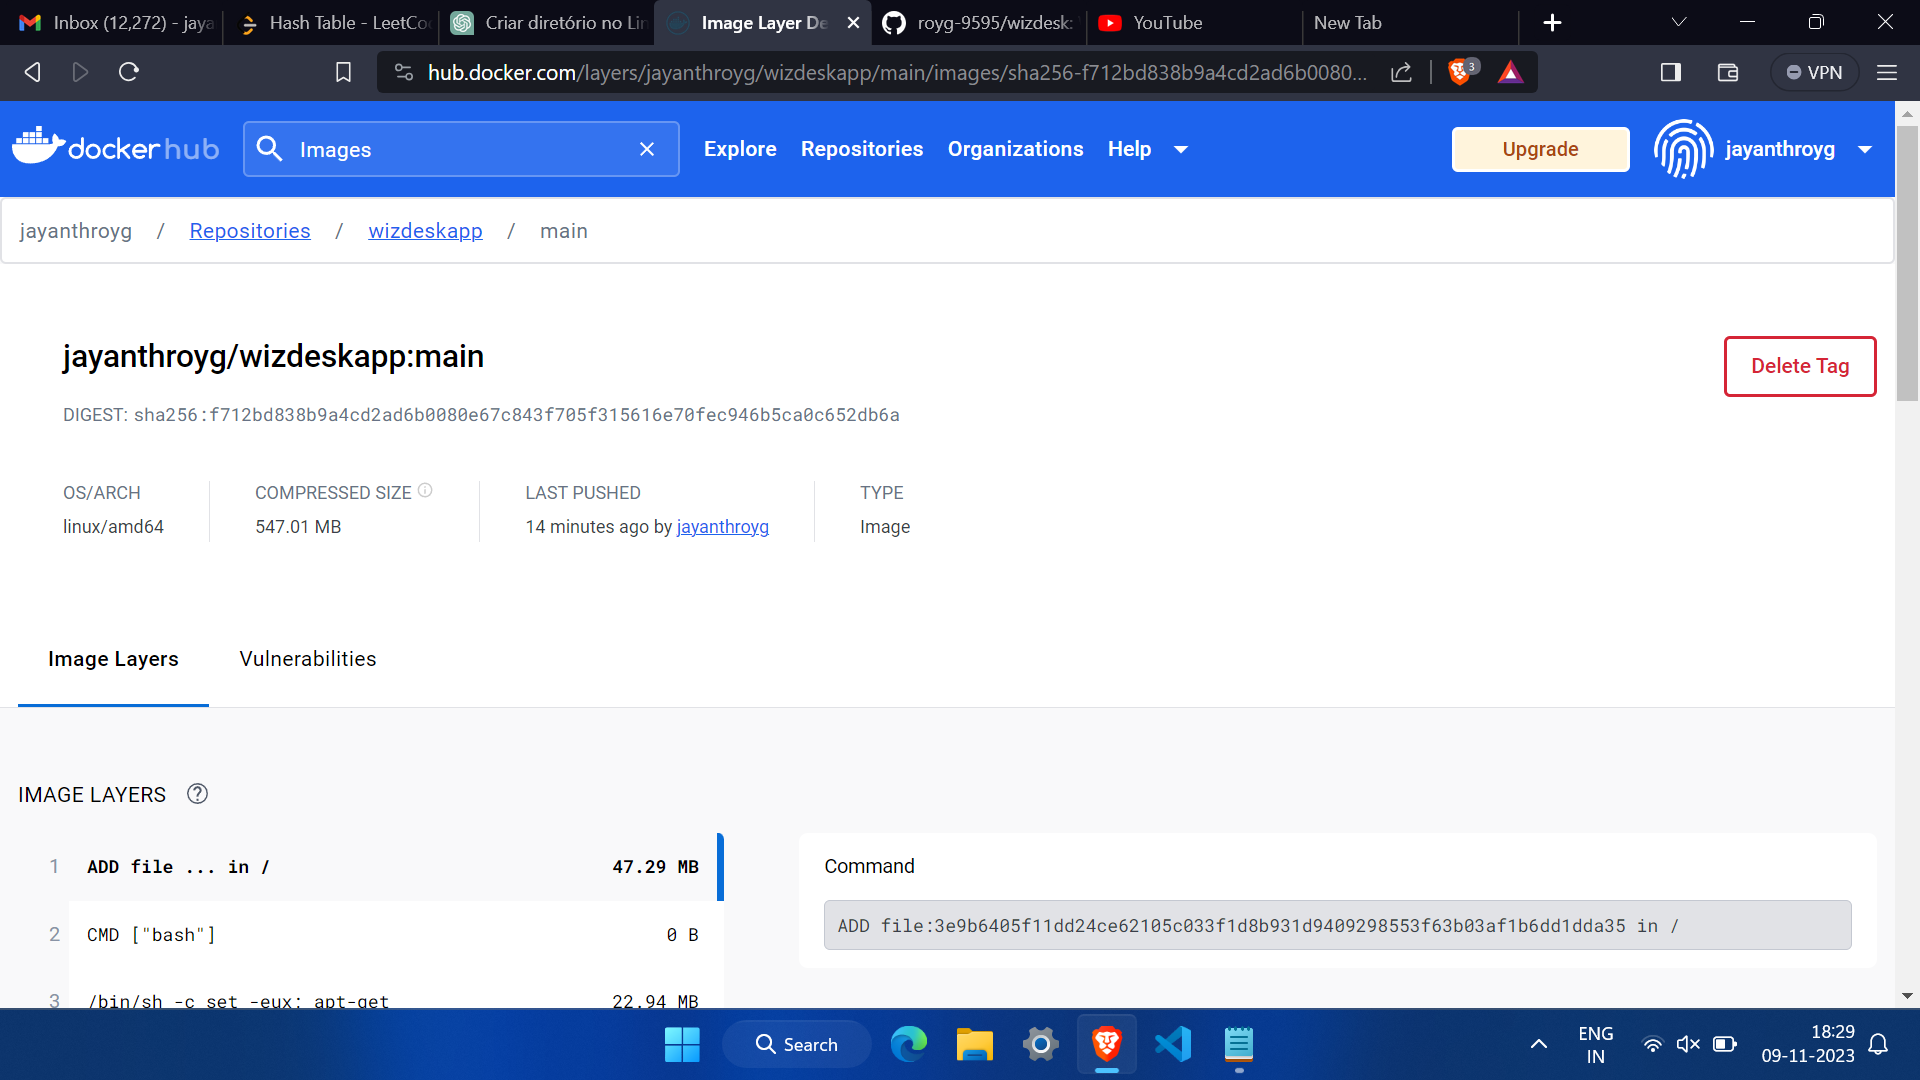 Inbox (12,272) - jaya
Hash Table - LeetCo
Criar diretório no Lin
Image Layer De
royg-9595/wizdesk:
YouTube
New Tab
hub.docker.com/layers/jayanthroyg/wizdeskapp/main/images/sha256-f712bd838b9a4cd2ad6b0080...
3
VPN
dockerhub
Images
Explore
Repositories
Organizations
Help
Upgrade
jayanthroyg
jayanthroyg / Repositories / wizdeskapp / main
jayanthroyg/wizdeskapp:main
Delete Tag
DIGEST: sha256:f712bd838b9a4cd2ad6b0080e67c843f705f315616e70fec946b5ca0c652db6a
OS/ARCH
linux/amd64
COMPRESSED SIZE
547.01 MB
LAST PUSHED
14 minutes ago by jayanthroyg
TYPE
Image
Image Layers
Vulnerabilities
IMAGE LAYERS
1 ADD file ... in / 47.29 MB
2 CMD ["bash"] 0 B
3 /bin/sh -c set -eux; apt-get 22.94 MB
Command
ADD file:3e9b6405f11dd24ce62105c033f1d8b931d9409298553f63b03af1b6dd1dda35 in /
Search
ENG
IN
18:29
09-11-2023